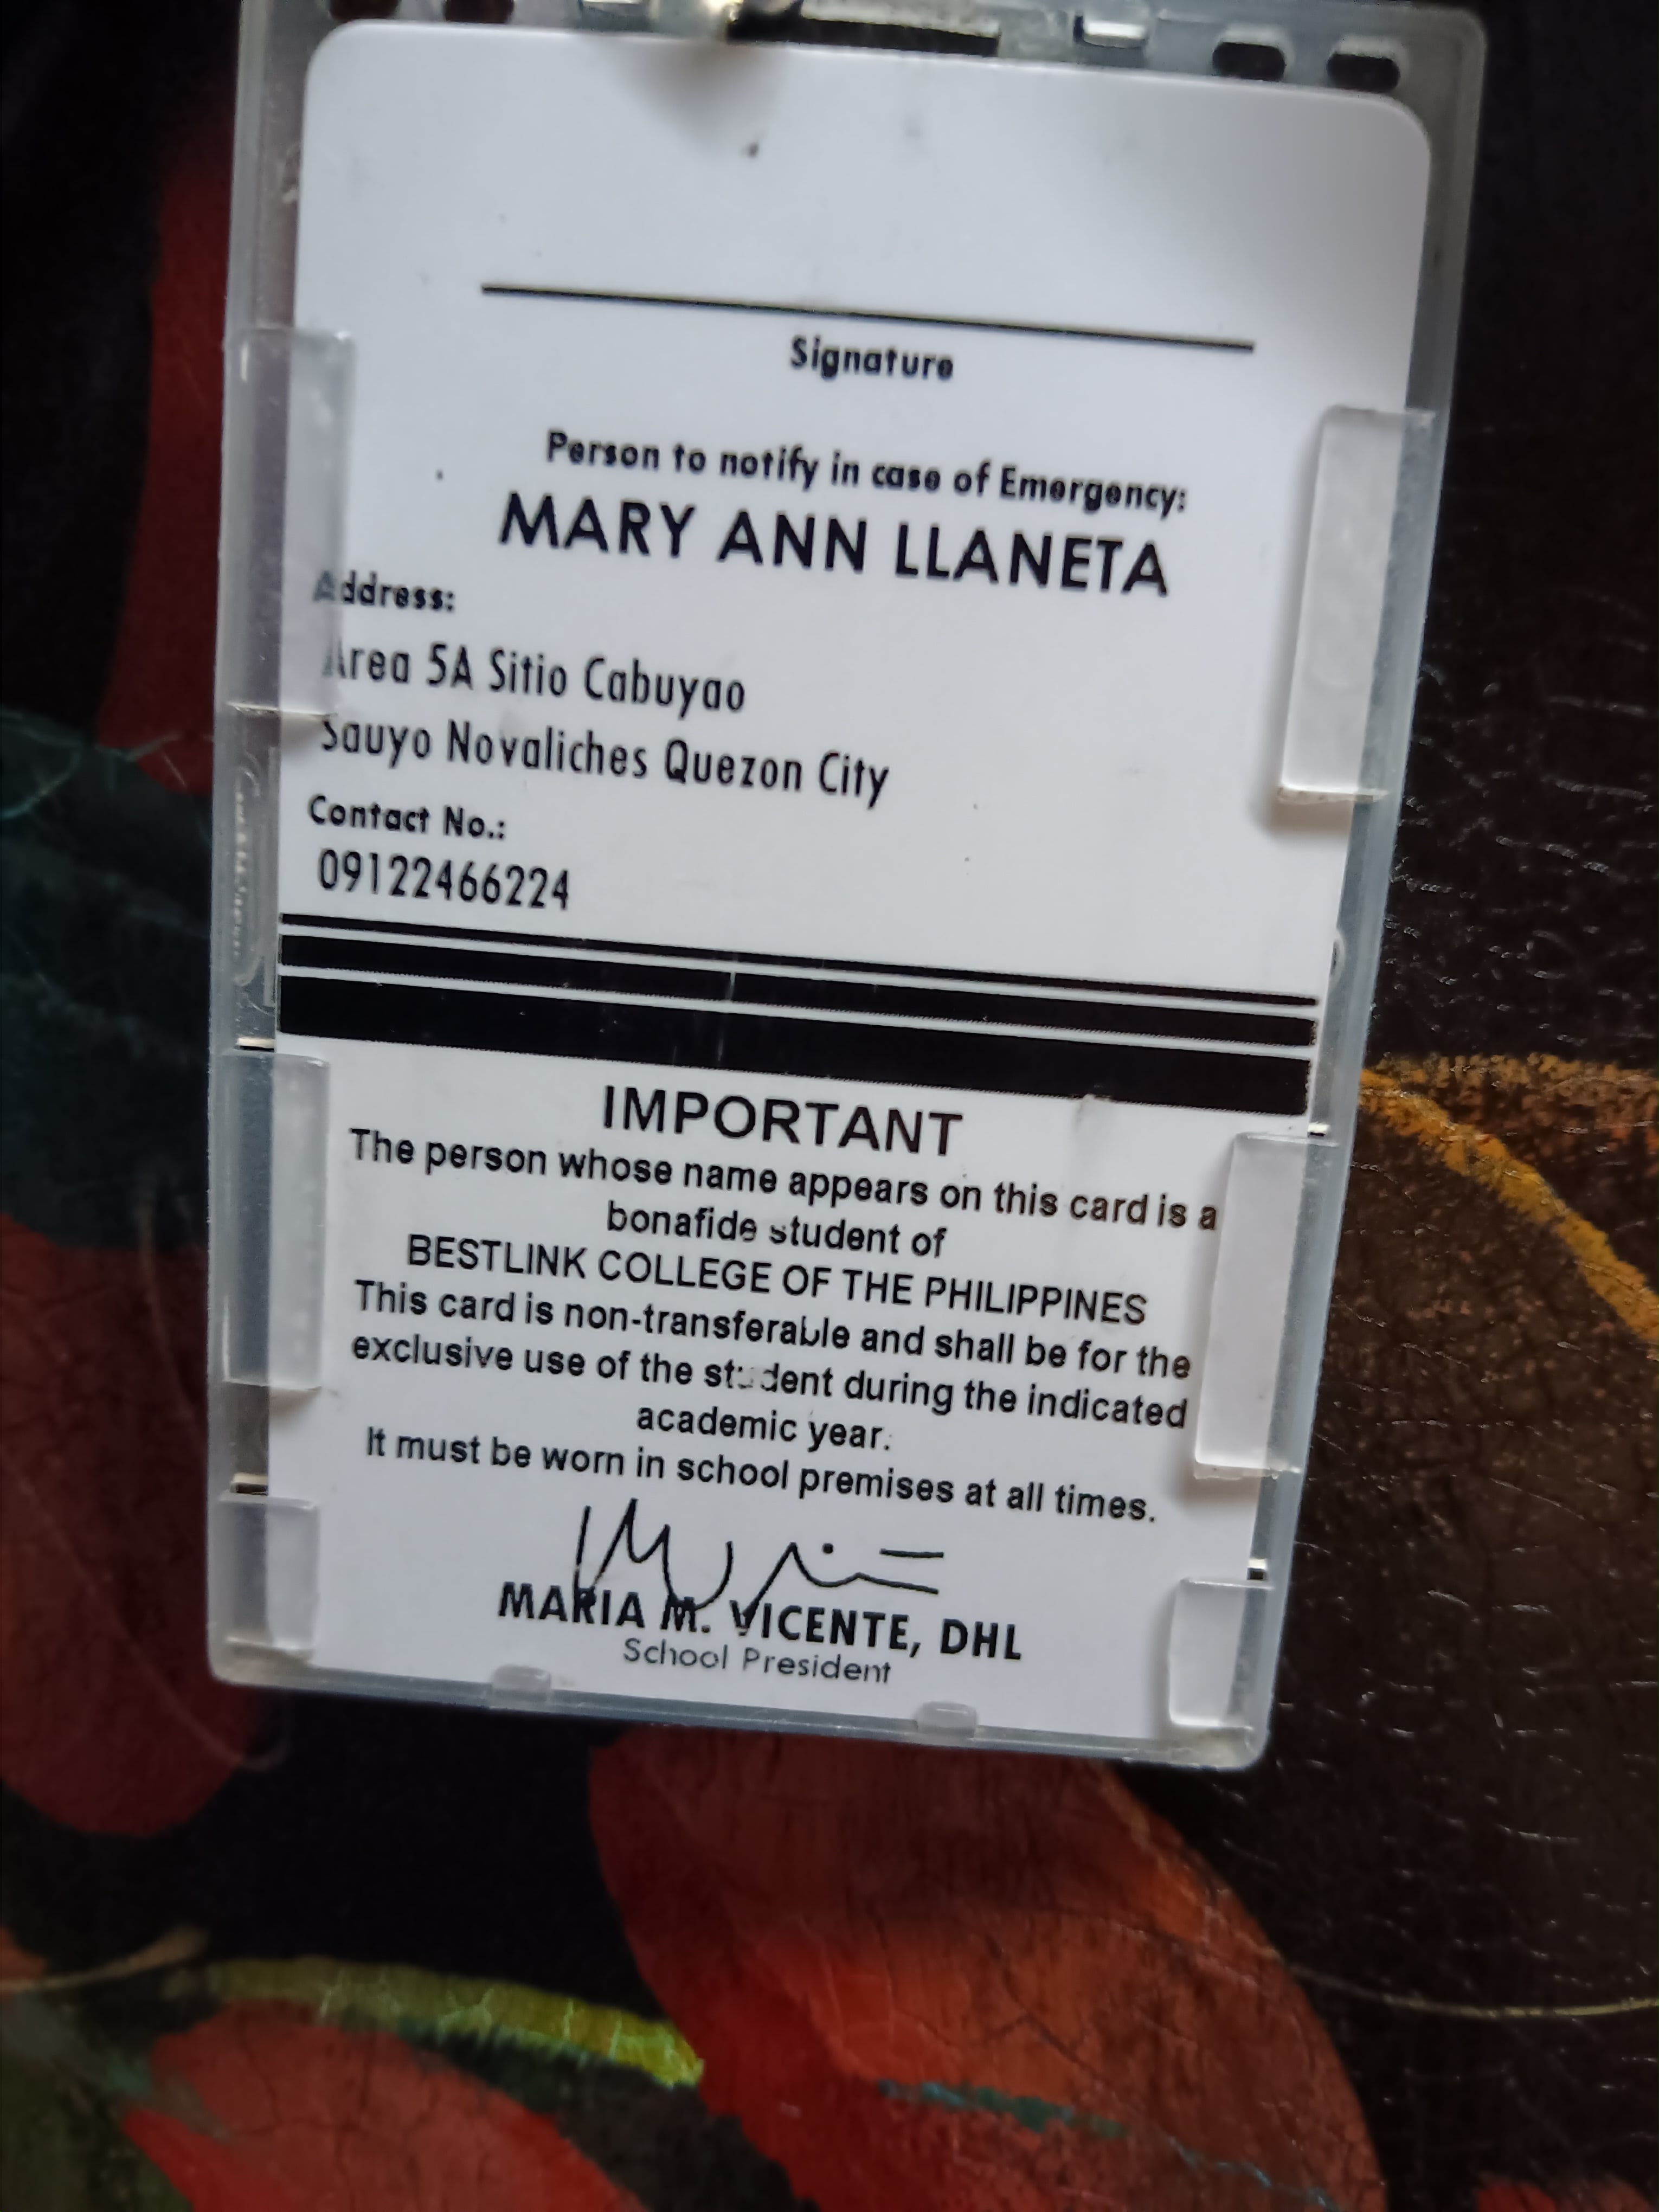 Signature
Person to notify in case of Emergency:
MARY ANN LLANETA
Address:
Area 5A Sitio Cabuyao
Sauyo Novaliches Quezon City
Contact No.:
09122466224
IMPORTANT
The person whose name appears on this card is a
bonafide student of
BESTLINK COLLEGE OF THE PHILIPPINES
This card is non-transferable and shall be for the
exclusive use of the student during the indicated
academic year.
It must be worn in school premises at all times.
MARIA M. VICENTE, DHL
School President